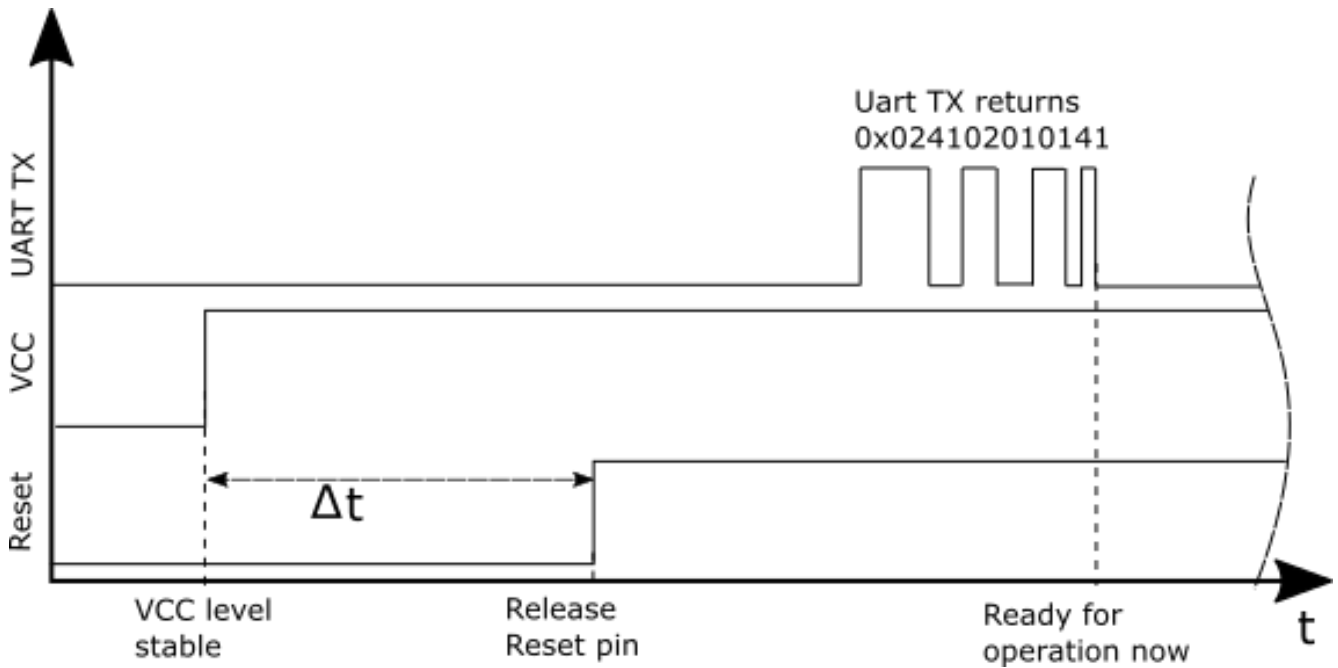 Uart TX returns
0x024102010141
UART TX
VCC
Reset
Δt
VCC level
stable
Release
Reset pin
Ready for
operation now
t